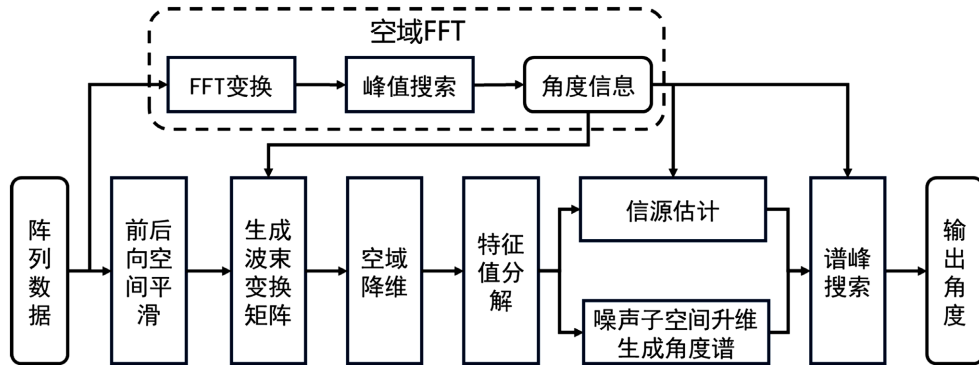 空域FFT
FFT变换
峰值搜索
角度信息
阵
列
数
据
前后
向空
间平
滑
生成
波束
变换
矩阵
空域
降维
特征
值分
解
信源估计
噪声子空间升维
生成角度谱
谱峰
搜索
输
出
角
度